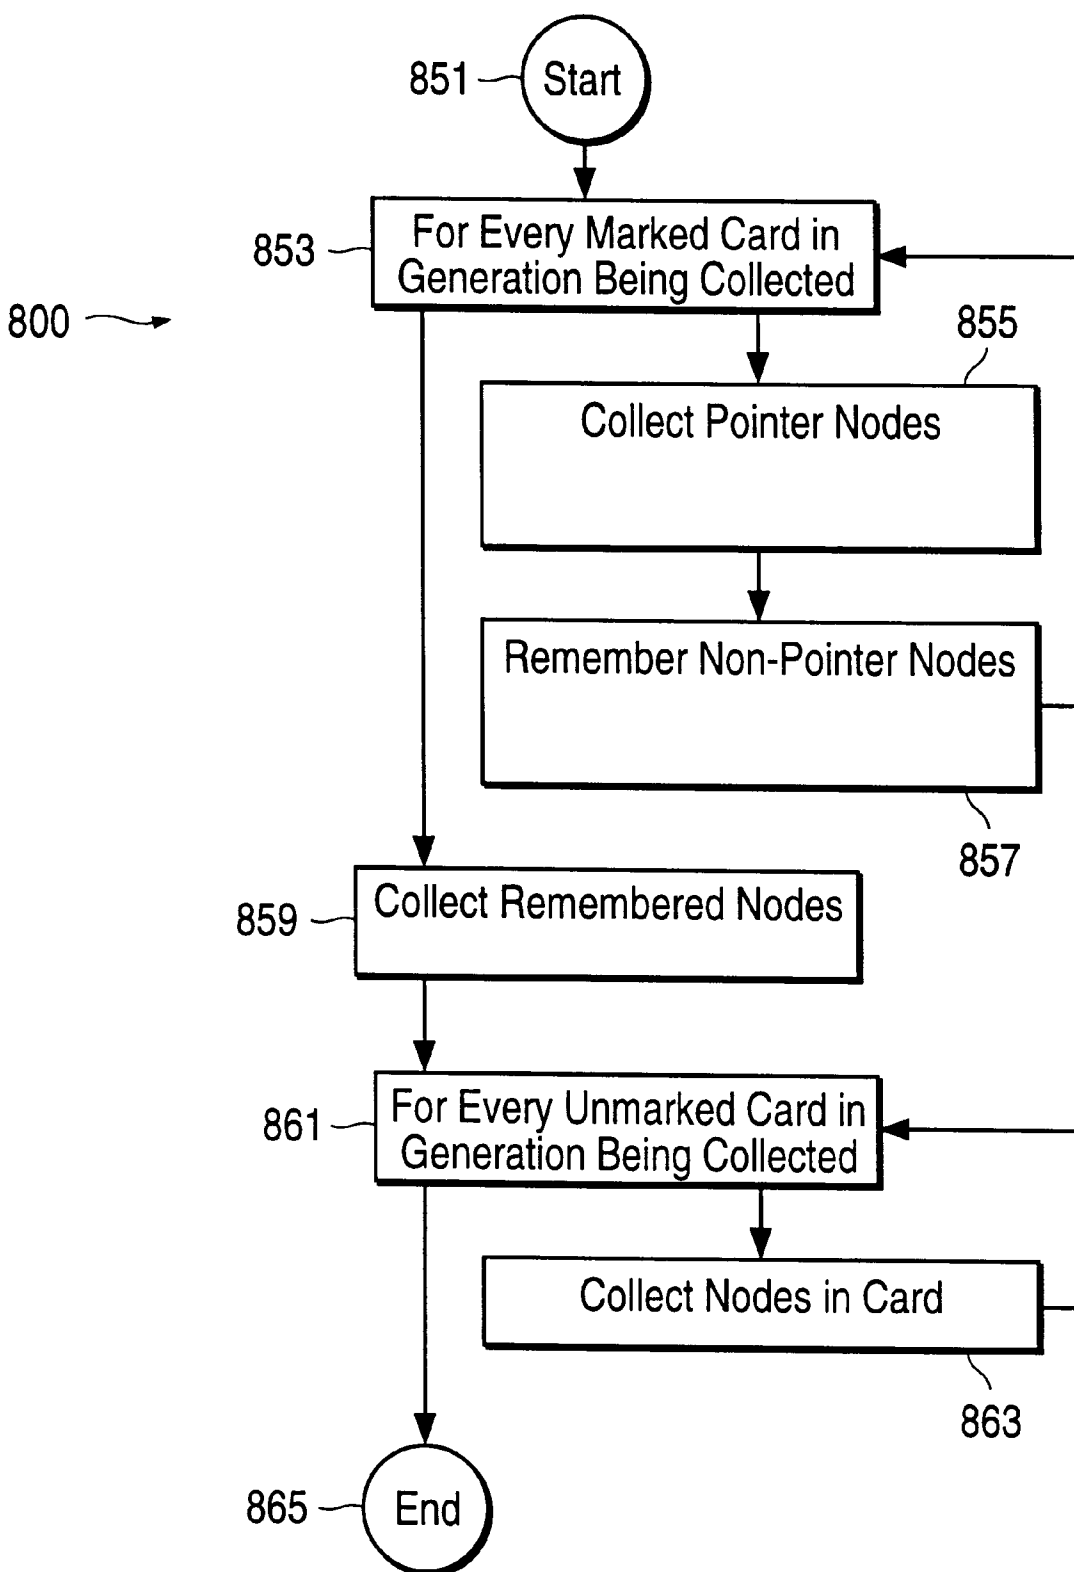 851
Start
853
For Every Marked Card in
Generation Being Collected
800
855
Collect Pointer Nodes
Remember Non-Pointer Nodes
857
859
Collect Remembered Nodes
861
For Every Unmarked Card in
Generation Being Collected
Collect Nodes in Card
863
865
End